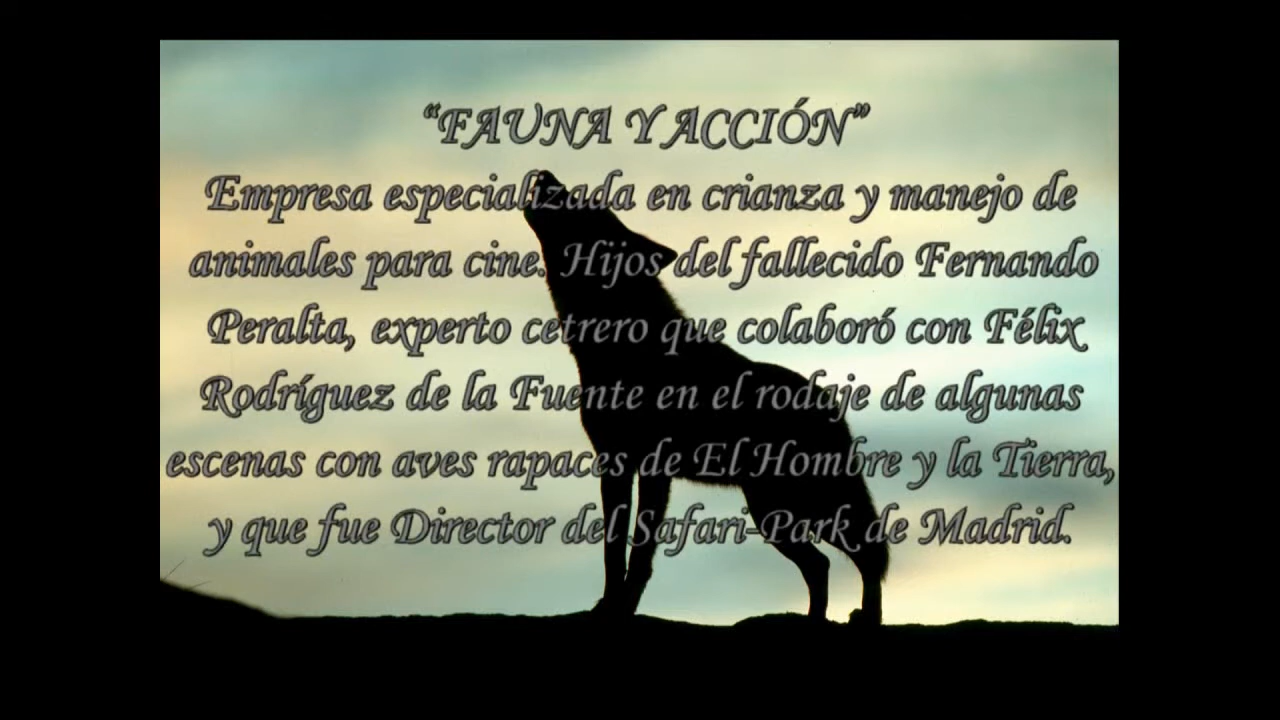 “FAUNA Y ACCIÓN”
Empresa especializada en crianza y manejo de
animales para cine. Hijos del fallecido Fernando
Peralta, experto cetrero que colaboró con Félix
Rodríguez de la Fuente en el rodaje de algunas
escenas con aves rapaces de El Hombre y la Tierra,
y que fue Director del Safari-Park de Madrid.